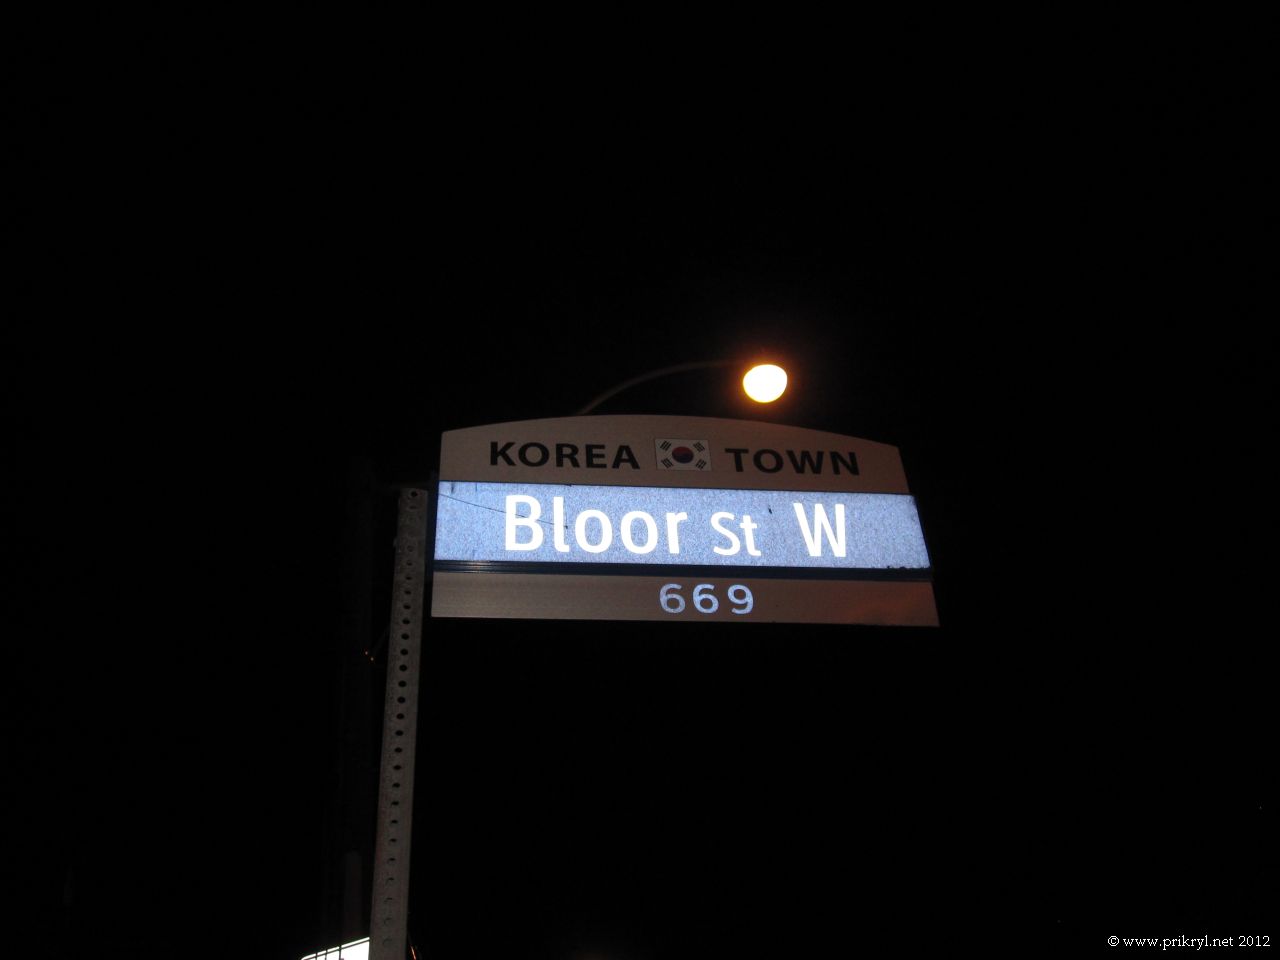 KOREA TOWN
Bloor St W
669
© www.prikryl.net 2012